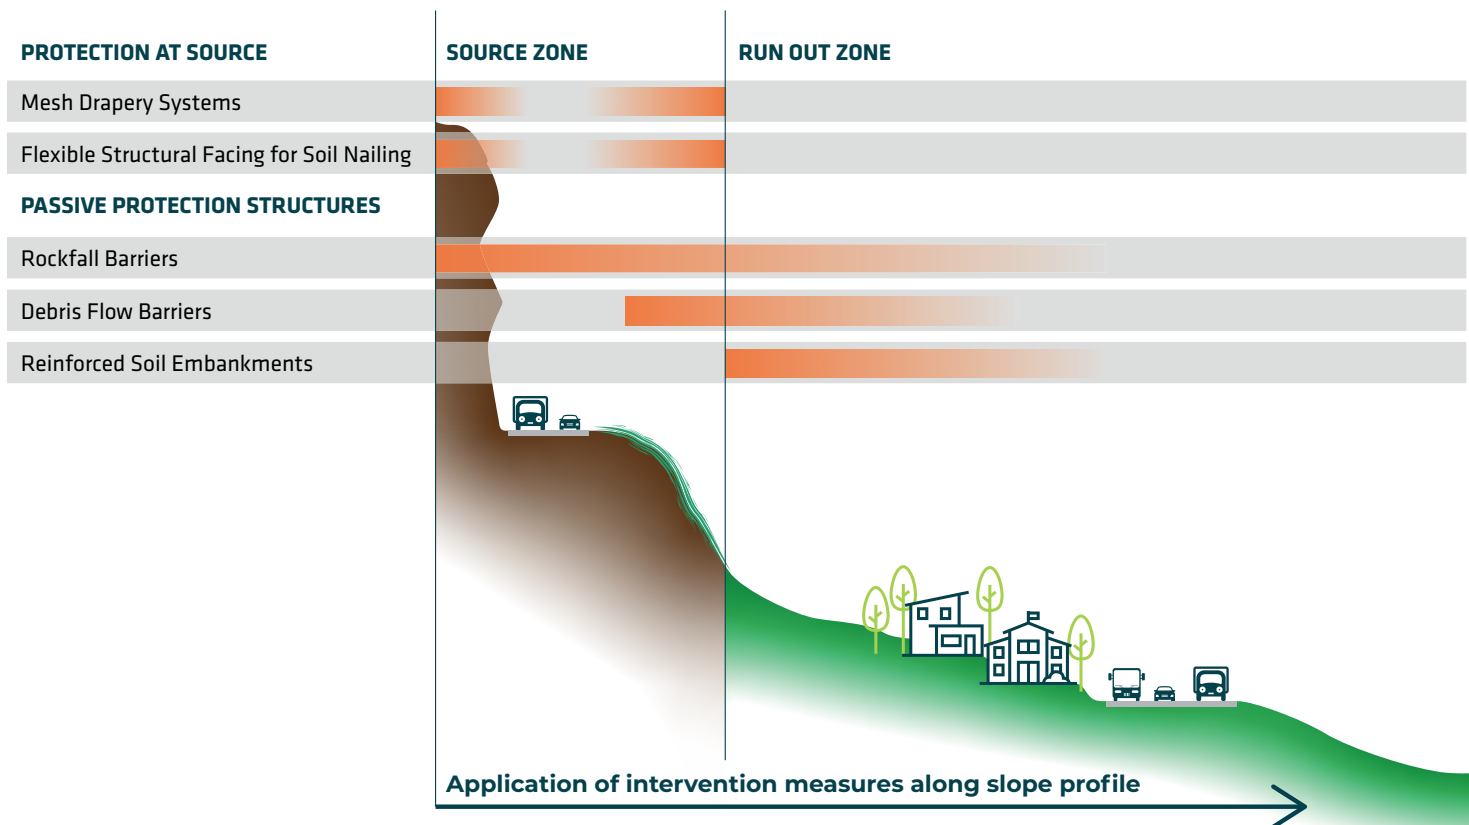 PROTECTION AT SOURCE
SOURCE ZONE
RUN OUT ZONE
Mesh Drapery Systems
Flexible Structural Facing for Soil Nailing
PASSIVE PROTECTION STRUCTURES
Rockfall Barriers
Debris Flow Barriers
Reinforced Soil Embankments
Application of intervention measures along slope profile